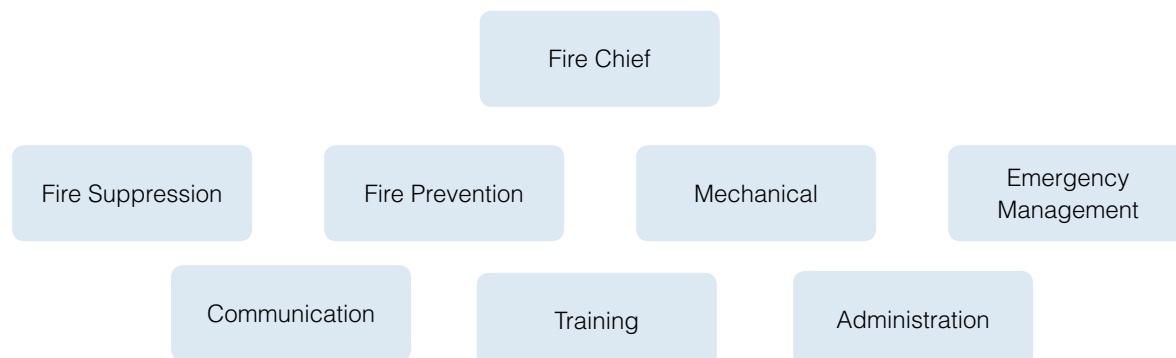 Fire Chief
Fire Suppression
Fire Prevention
Mechanical
Emergency
Management
Communication
Training
Administration